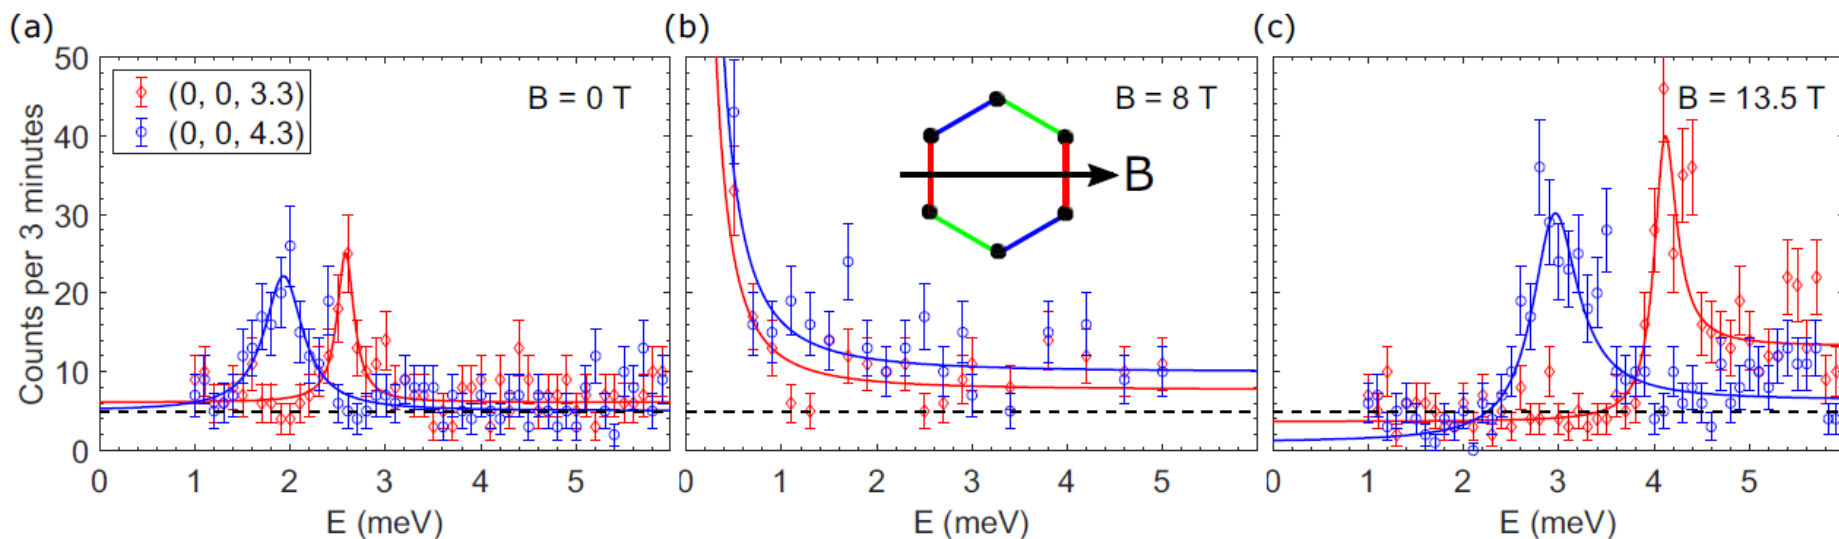 (a)
(b)
(c)
50
40
30
20
10
0
Counts per 3 minutes
(0, 0, 3.3)
(0, 0, 4.3)
B = 0 T
0 1 2 3 4 5
E (meV)
B = 8 T
B
0 1 2 3 4 5
E (meV)
B = 13.5 T
0 1 2 3 4 5
E (meV)